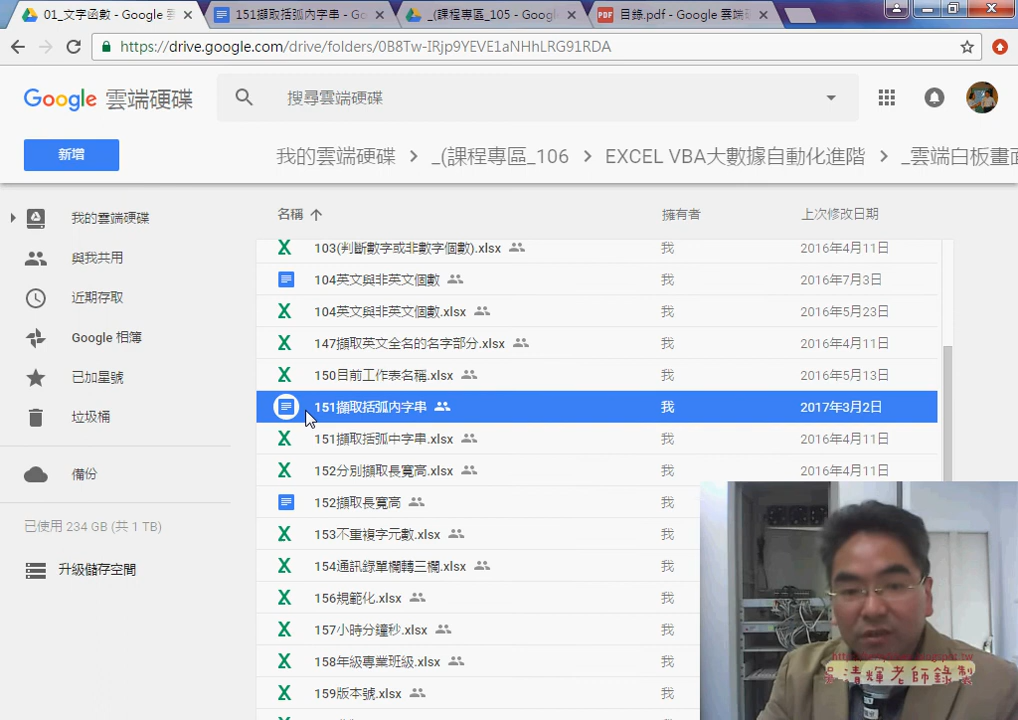 01_文字函數 - Google 雲
151擷取括弧內字串 - Go
_(課程專區_105 - Googl
PDF 目錄.pdf - Google 雲端硬
https://drive.google.com/drive/folders/0B8Tw-IRjp9YEVE1aNHhLRG91RDA
Google 雲端硬碟
搜尋雲端硬碟
新增
我的雲端硬碟 > _(課程專區_106 > EXCEL VBA大數據自動化進階 > _雲端白板畫面
我的雲端硬碟
與我共用
近期存取
Google 相簿
已加星號
垃圾桶
備份
已使用 234 GB (共 1 TB)
升級儲存空間
名稱 擁有者 上次修改日期
103(判斷數字或非數字個數).xlsx 我 2016年4月11日
104英文與非英文個數 我 2016年7月3日
104英文與非英文個數.xlsx 我 2016年5月23日
147擷取英文全名的名字部分.xlsx 我 2016年4月11日
150目前工作表名稱.xlsx 我 2016年5月13日
151擷取括弧內字串 我 2017年3月2日
151擷取括弧中字串.xlsx 我 2016年4月11日
152分別擷取長寬高.xlsx 我 2016年4月11日
152擷取長寬高 我
153不重複字元數.xlsx 我
154通訊錄單欄轉三欄.xlsx 我
156規範化.xlsx 我
157小時分鐘秒.xlsx 我
158年級專業班級.xlsx 我
159版本號.xlsx 我
吳清輝老師錄製